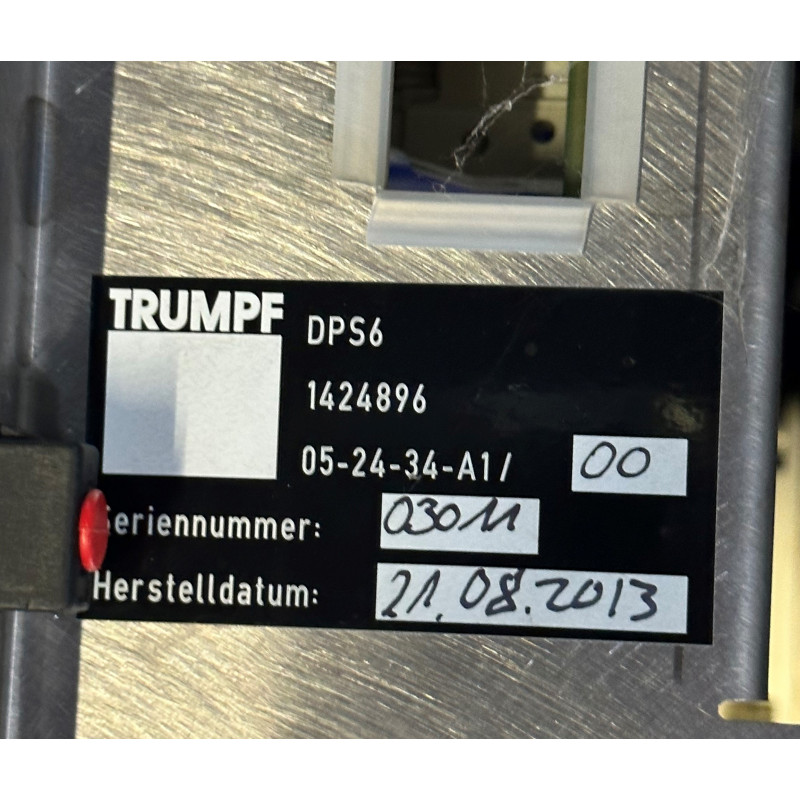 TRUMPF
DPS6
1424896
05-24-34-A1/ 00
Seriennummer: 03011
Herstelldatum: 21.08.2013